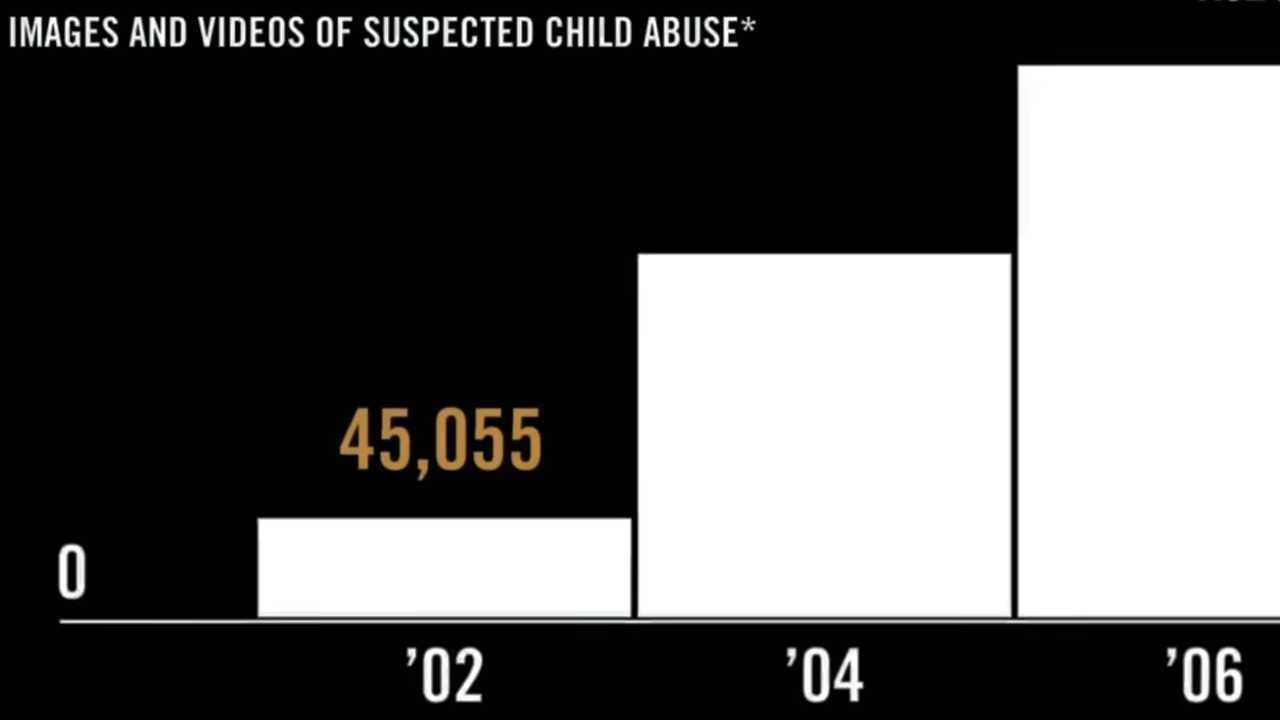 IMAGES AND VIDEOS OF SUSPECTED CHILD ABUSE*
45,055
0
’02 ’04 ’06